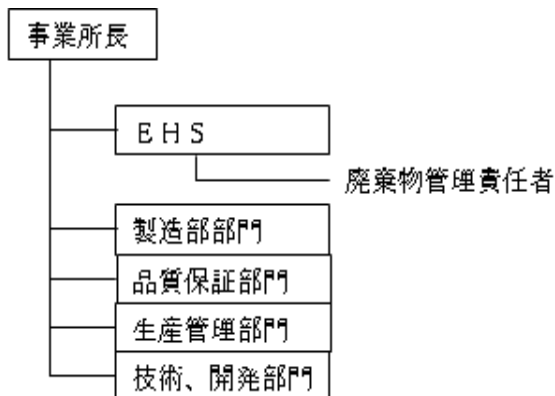 事業所長
ＥＨＳ
廃棄物管理責任者
製造部部門
品質保証部門
生産管理部門
技術、開発部門